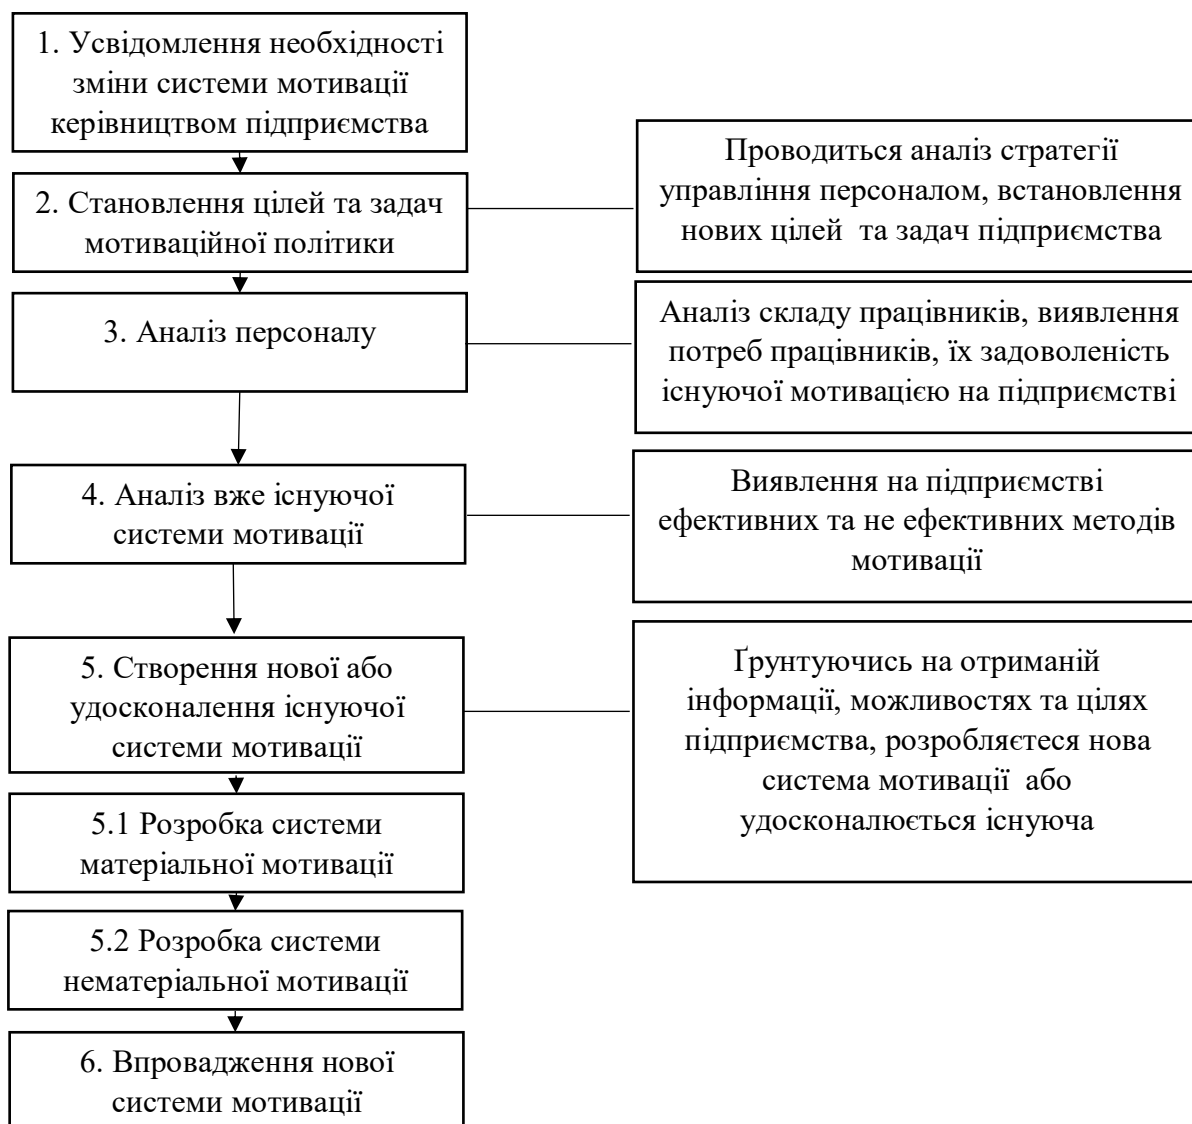 1. Усвідомлення необхідності
зміни системи мотивації
керівництвом підприємства
Проводиться аналіз стратегії
управління персоналом, встановлення
нових цілей  та задач підприємства
2. Становлення цілей та задач
мотиваційної політики
3. Аналіз персоналу
Аналіз складу працівників, виявлення
потреб працівників, їх задоволеність
існуючої мотивацією на підприємстві
4. Аналіз вже існуючої
системи мотивації
Виявлення на підприємстві
ефективних та не ефективних методів
мотивації
5. Створення нової або
удосконалення існуючої
системи мотивації
Ґрунтуючись на отриманій
інформації, можливостях та цілях
підприємства, розробляєтеся нова
система мотивації  або
удосконалюється існуюча
5.1 Розробка системи
матеріальної мотивації
5.2 Розробка системи
нематеріальної мотивації
6. Впровадження нової
системи мотивації